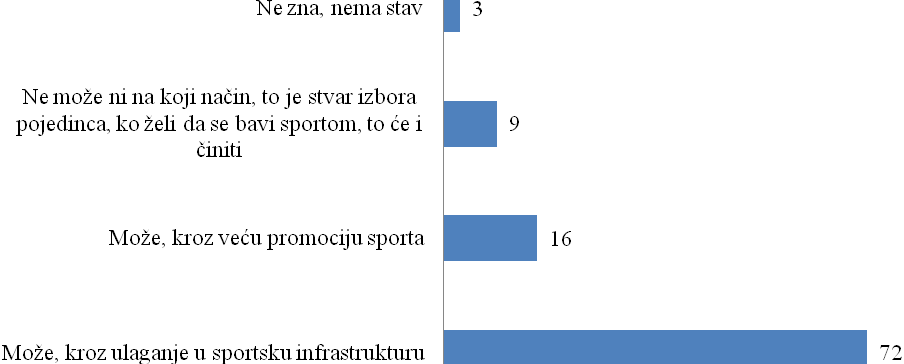 Ne zna, nema stav
3
Ne može ni na koji način, to je stvar izbora
pojedinca, ko želi da se bavi sportom, to će i
činiti
9
Može, kroz veću promociju sporta
16
Može, kroz ulaganje u sportsku infrastrukturu
72